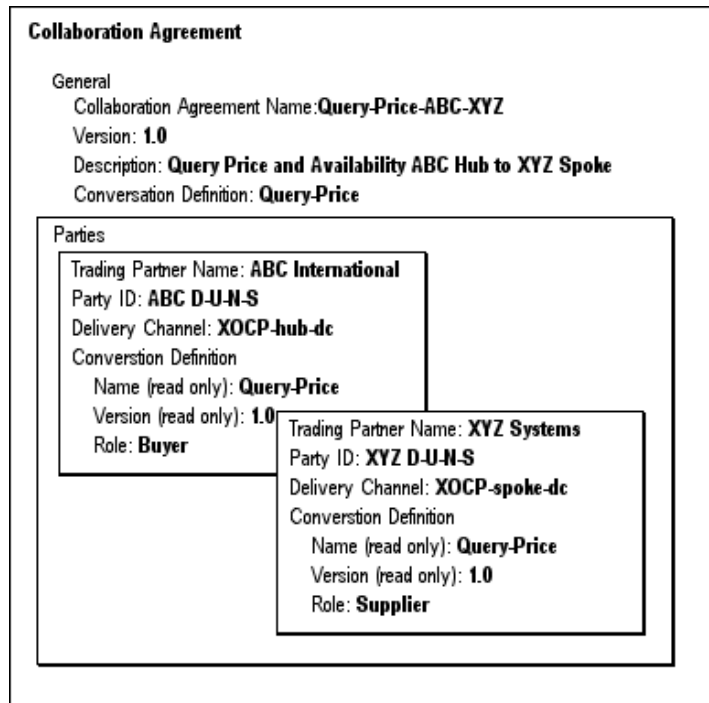 Collaboration Agreement
General
Collaboration Agreement Name:Query-Price-ABC-XYZ
Version: 1.0
Description: Query Price and Availability ABC Hub to XYZ Spoke
Conversation Definition: Query-Price
Parties
Trading Partner Name: ABC International
Party ID: ABC D-U-N-S
Delivery Channel: XOCP-hub-dc
Converstion Definition
Name (read only): Query-Price
Version (read only): 1.0
Role: Buyer
Trading Partner Name: XYZ Systems
Party ID: XYZ D-U-N-S
Delivery Channel: XOCP-spoke-dc
Converstion Definition
Name (read only): Query-Price
Version (read only): 1.0
Role: Supplier